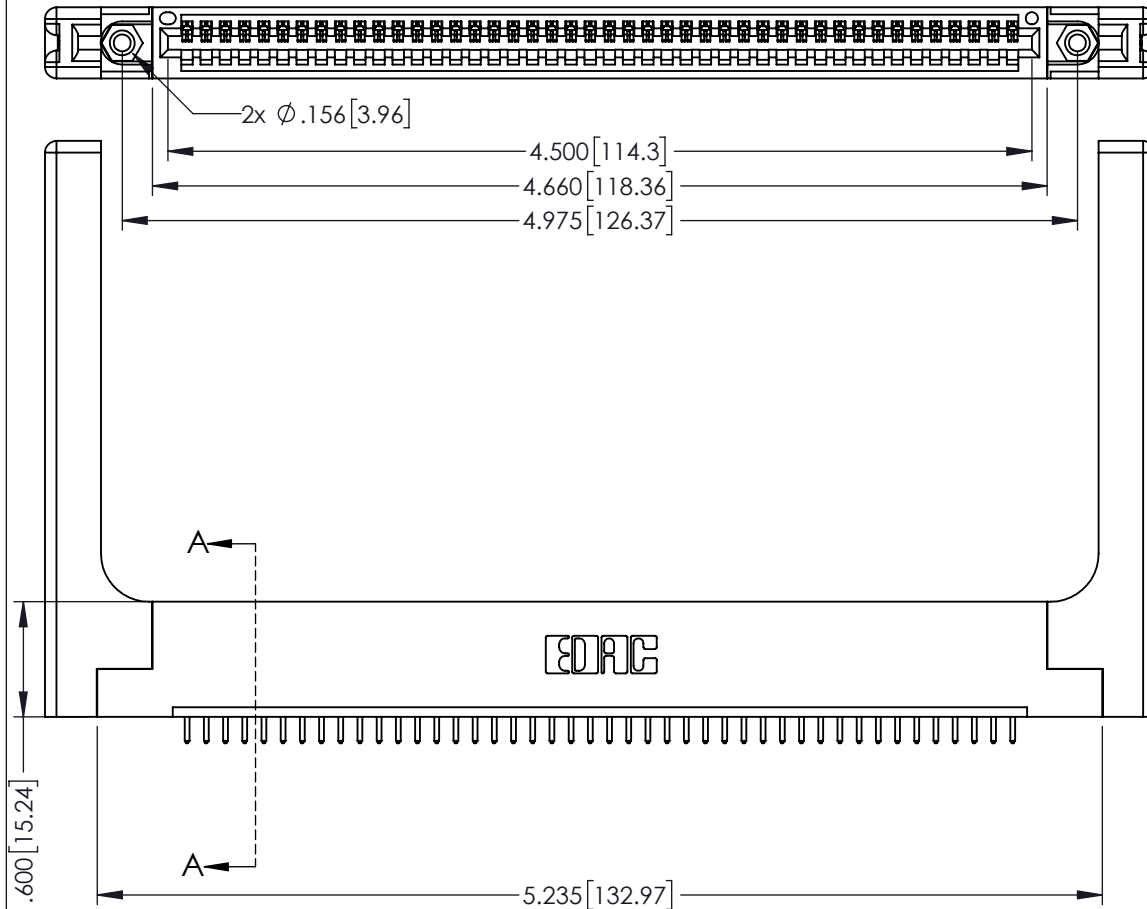 2x Ø.156[3.96]
4.500[114.3]
4.660[118.36]
4.975[126.37]
A
EDAC
.600[15.24]
A
5.235[132.97]